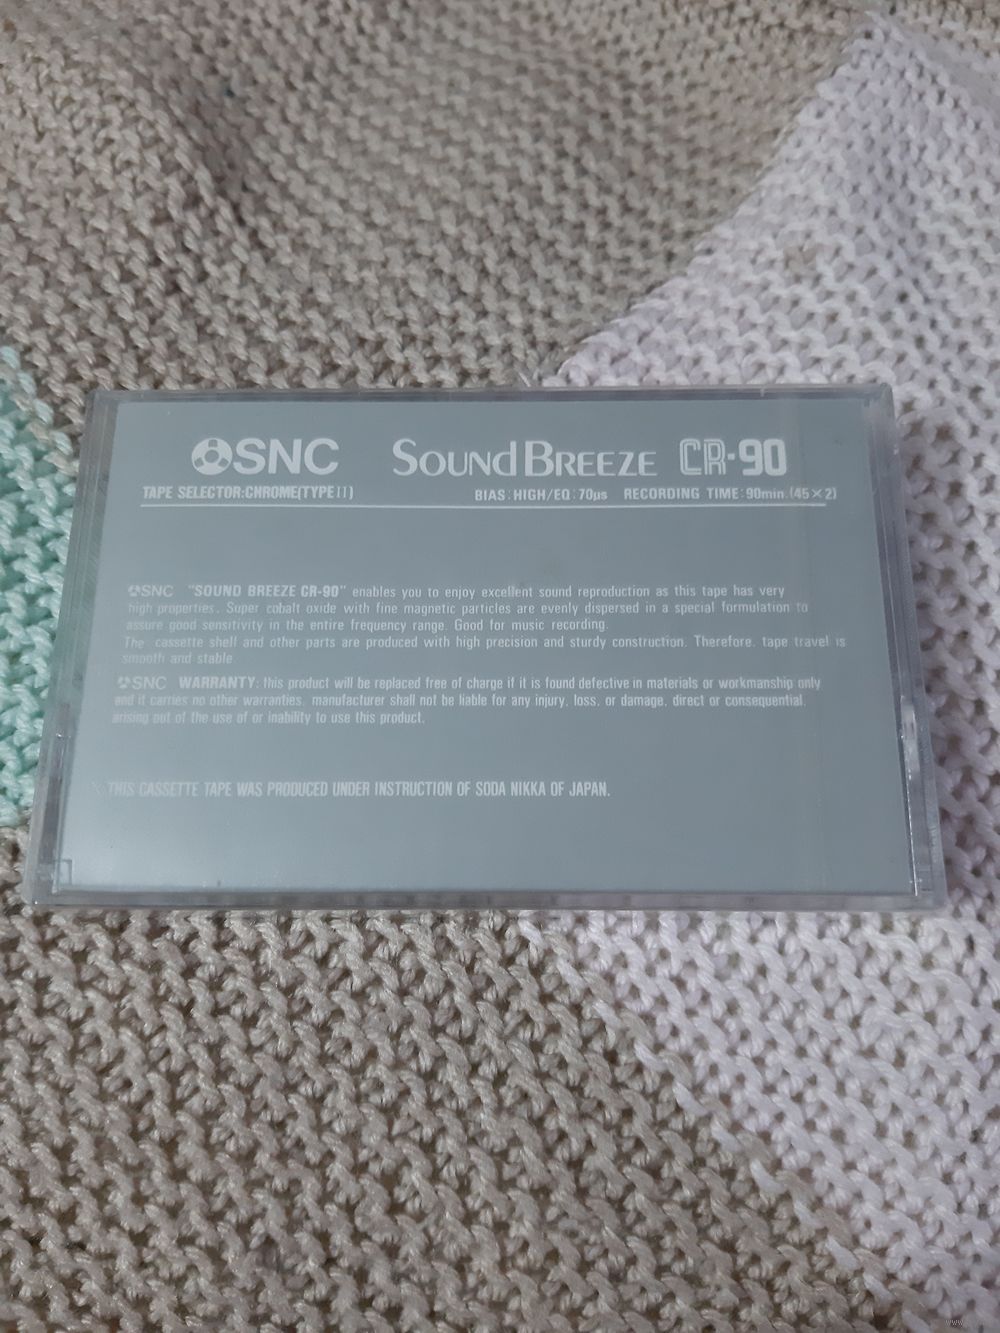 SNC SOUND BREEZE CR-90
TAPE SELECTOR:CHROME(TYPE II) BIAS:HIGH/EQ:70µs RECORDING TIME:90min.(45×2)
SNC "SOUND BREEZE CR-90" enables you to enjoy excellent sound reproduction as this tape has very
high properties. Super cobalt oxide with fine magnetic particles are evenly dispersed in a special formulation to
assure good sensitivity in the entire frequency range. Good for music recording.
The cassette shell and other parts are produced with high precision and sturdy construction. Therefore, tape travel is
smooth and stable.
SNC WARRANTY: this product will be replaced free of charge if it is found defective in materials or workmanship only
and it carries no other warranties, manufacturer shall not be liable for any injury, loss, or damage, direct or consequential,
arising out of the use of or inability to use this product.
THIS CASSETTE TAPE WAS PRODUCED UNDER INSTRUCTION OF SODA NIKKA OF JAPAN.